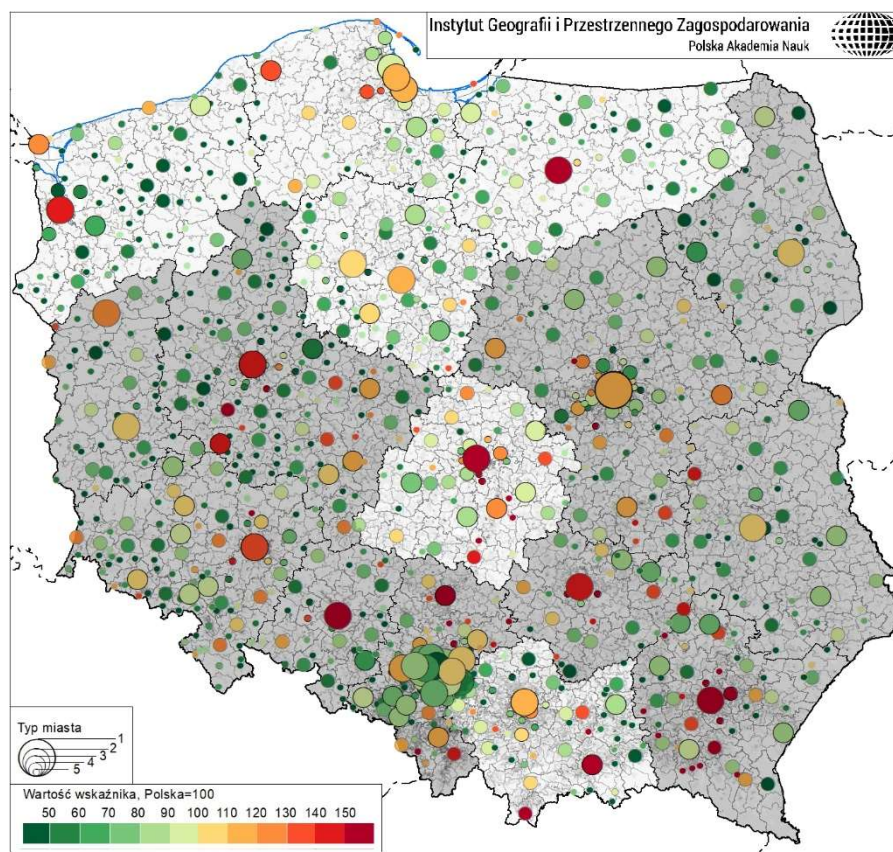 Instytut Geografii i Przestrzennego Zagospodarowania
Polska Akademia Nauk
Typ miasta
1
2
3
4
5
Wartość wskaźnika, Polska=100
50 60 70 80 90 100 110 120 130 140 150